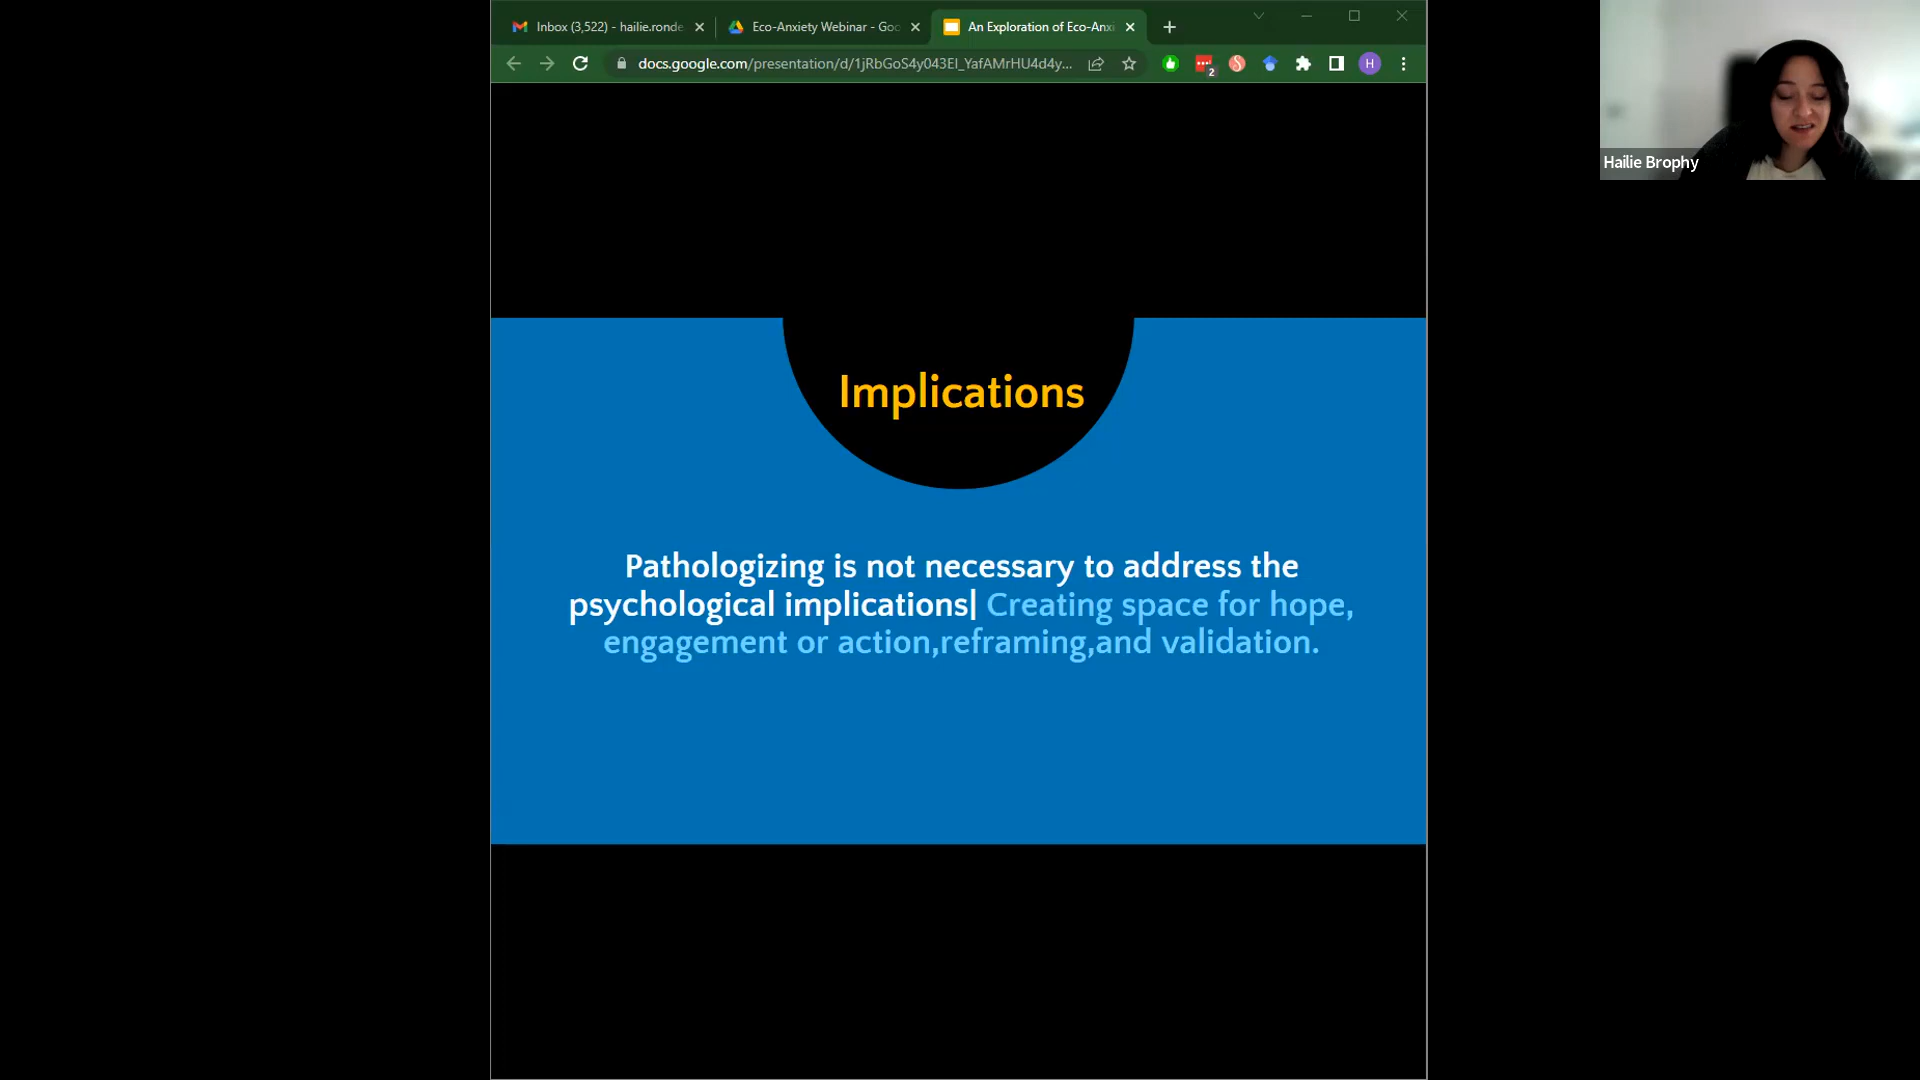 Inbox (3,522) - hailie.ronde
Eco-Anxiety Webinar - Goo
An Exploration of Eco-Anxi
docs.google.com/presentation/d/1jRbGoS4y043EI_YafAMrHU4d4y...
2
H
Hailie Brophy
Implications
Pathologizing is not necessary to address the
psychological implications| Creating space for hope,
engagement or action,reframing,and validation.